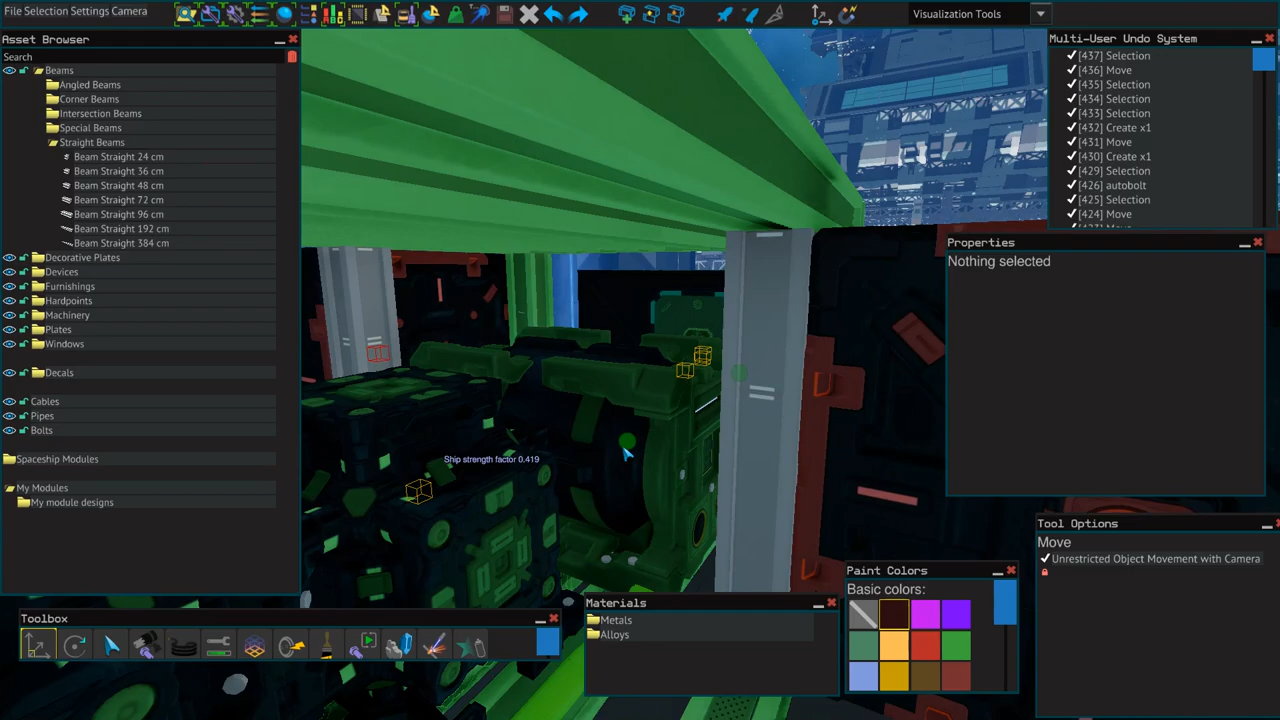 File Selection Settings Camera
Visualization Tools
Asset Browser
Search
Beams
Angled Beams
Corner Beams
Intersection Beams
Special Beams
Straight Beams
Beam Straight 24 cm
Beam Straight 36 cm
Beam Straight 48 cm
Beam Straight 72 cm
Beam Straight 96 cm
Beam Straight 192 cm
Beam Straight 384 cm
Decorative Plates
Devices
Furnishings
Hardpoints
Machinery
Plates
Windows
Decals
Cables
Pipes
Bolts
Spaceship Modules
My Modules
My module designs
Ship strength factor 0.419
Multi-User Undo System
[437] Selection
[436] Move
[435] Selection
[434] Selection
[433] Selection
[432] Create x1
[431] Move
[430] Create x1
[429] Selection
[426] autobolt
[425] Selection
[424] Move
Properties
Nothing selected
Tool Options
Move
Unrestricted Object Movement with Camera
Paint Colors
Basic colors:
Materials
Metals
Alloys
Toolbox